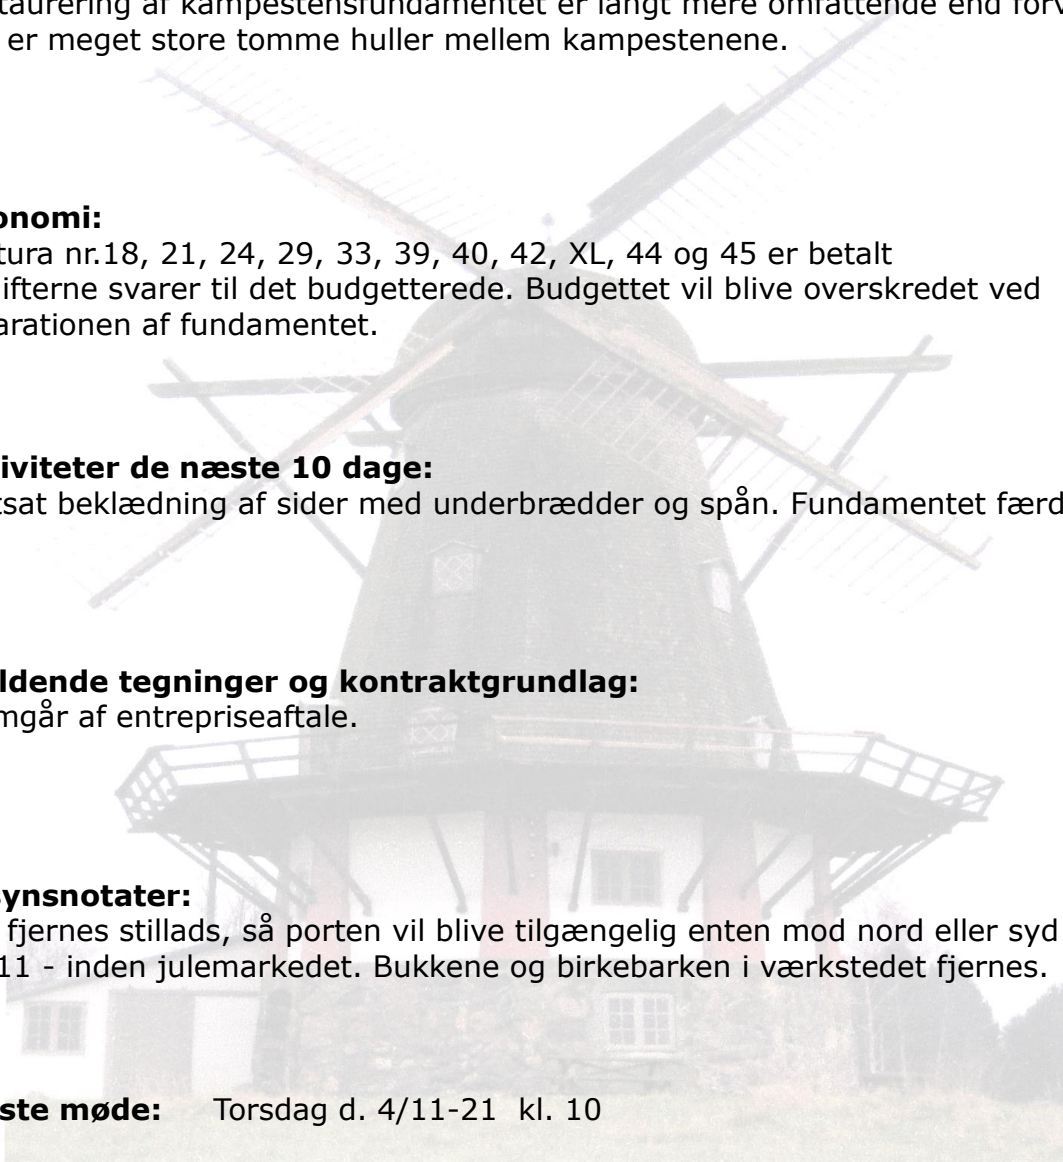 taurering af kampestensfundamentet er langt mere omfattende end forv
er meget store tomme huller mellem kampestenene.
onomi:
tura nr.18, 21, 24, 29, 33, 39, 40, 42, XL, 44 og 45 er betalt
ifterne svarer til det budgetterede. Budgettet vil blive overskredet ved
arationen af fundamentet.
iviteter de næste 10 dage:
tsat beklædning af sider med underbrædder og spån. Fundamentet færd
ldende tegninger og kontraktgrundlag:
mgår af entrepriseaftale.
synsnotater:
fjernes stillads, så porten vil blive tilgængelig enten mod nord eller syd
11 - inden julemarkedet. Bukkene og birkebarken i værkstedet fjernes.
ste møde: Torsdag d. 4/11-21 kl. 10